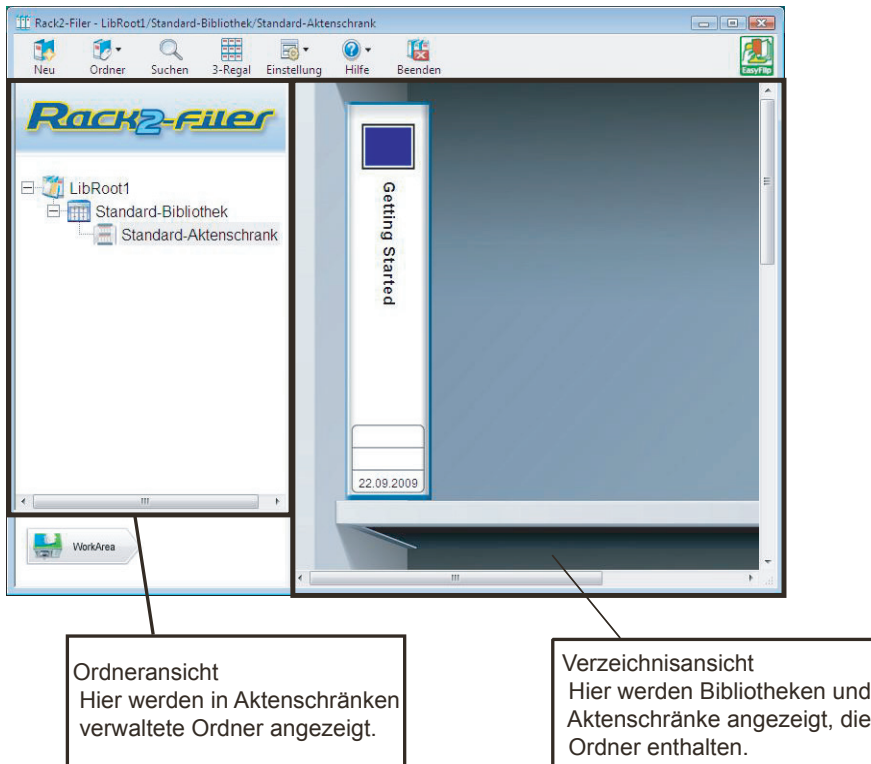 Rack2-Filer - LibRoot1/Standard-Bibliothek/Standard-Aktenschrank
Neu Ordner Suchen 3-Regal Einstellung Hilfe Beenden EasyFlip
Rack2-Filer
LibRoot1
Standard-Bibliothek
Standard-Aktenschrank
WorkArea
Getting Started
22.09.2009
Ordneransicht
Hier werden in Aktenschränken
verwaltete Ordner angezeigt.
Verzeichnisansicht
Hier werden Bibliotheken und
Aktenschränke angezeigt, die
Ordner enthalten.